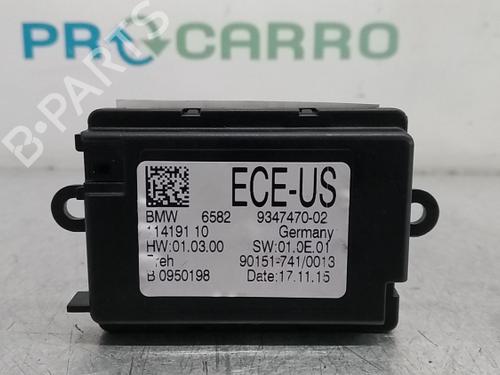 PROCARRO
B-PARTS
ECE-US
BMW 6582 9347470-02
114191 10 Germany
HW:01.03.00 SW:01.0E.01
Preh 90151-741/0013
B 0950198 Date:17.11.15